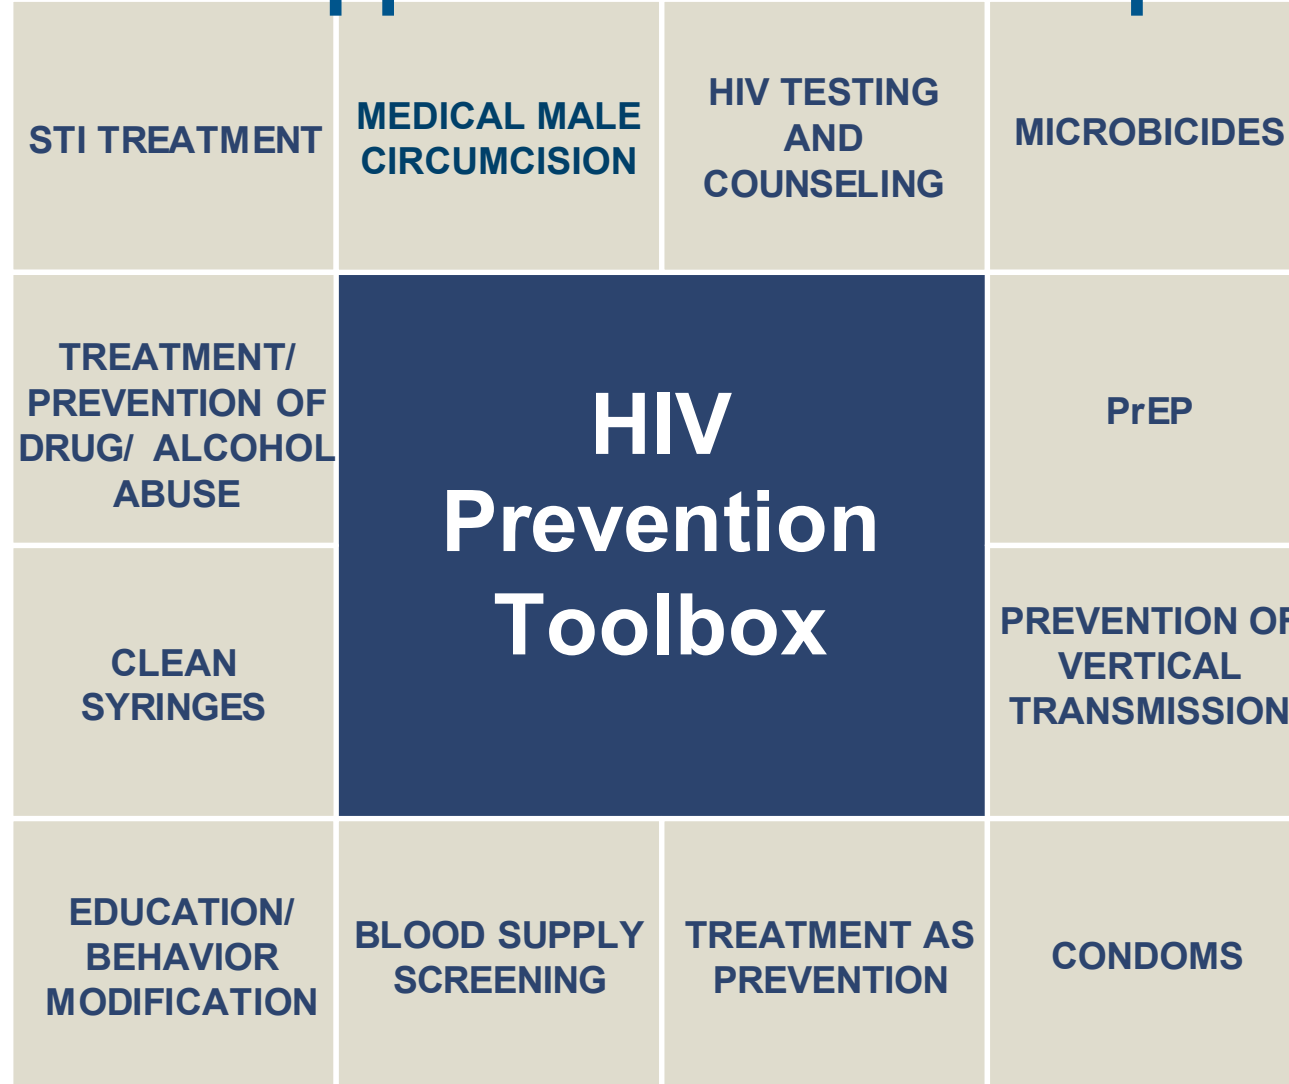 STI TREATMENT
MEDICAL MALE
CIRCUMCISION
HIV TESTING
AND
COUNSELING
MICROBICIDES
TREATMENT/
PREVENTION OF
DRUG/ ALCOHOL
ABUSE
HIV
Prevention
Toolbox
PrEP
CLEAN
SYRINGES
PREVENTION OF
VERTICAL
TRANSMISSION
EDUCATION/
BEHAVIOR
MODIFICATION
BLOOD SUPPLY
SCREENING
TREATMENT AS
PREVENTION
CONDOMS